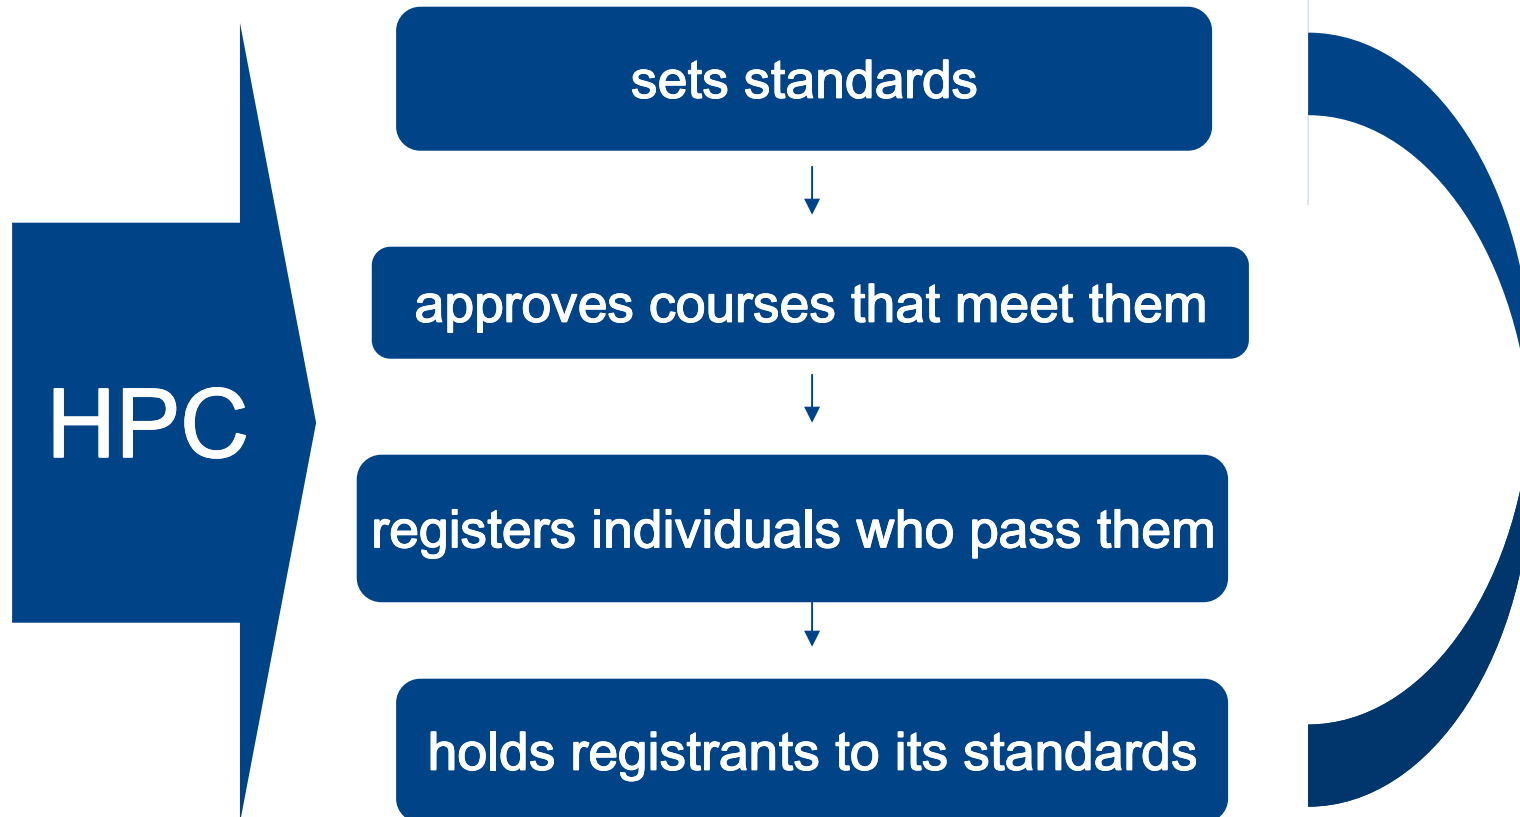 sets standards
approves courses that meet them
HPC
registers individuals who pass them
holds registrants to its standards